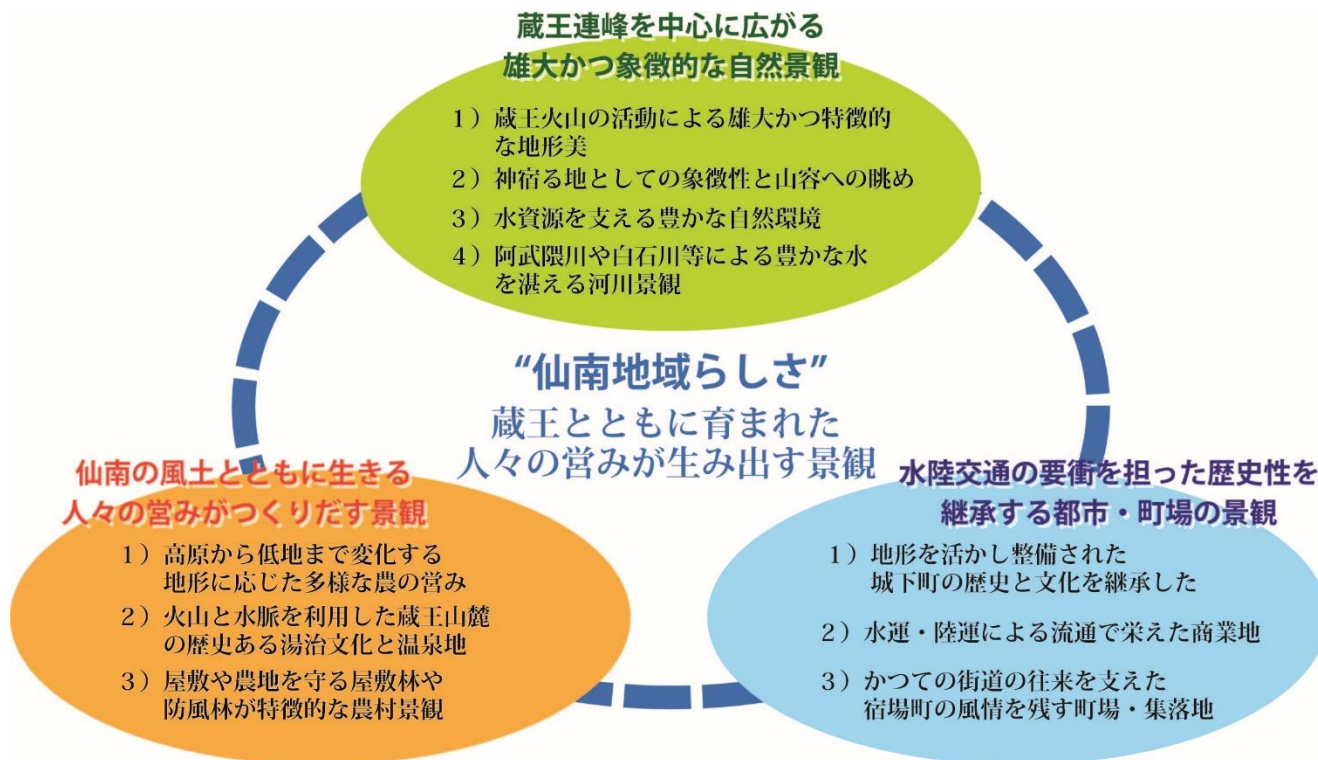 蔵王連峰を中心に広がる
雄大かつ象徴的な自然景観
1）蔵王火山の活動による雄大かつ特徴的
な地形美
2）神宿る地としての象徴性と山容への眺め
3）水資源を支える豊かな自然環境
4）阿武隈川や白石川等による豊かな水
を湛える河川景観
“仙南地域らしさ”
蔵王とともに育まれた
人々の営みが生み出す景観
仙南の風土とともに生きる
人々の営みがつくりだす景観
1）高原から低地まで変化する
地形に応じた多様な農の営み
2）火山と水脈を利用した蔵王山麓
の歴史ある湯治文化と温泉地
3）屋敷や農地を守る屋敷林や
防風林が特徴的な農村景観
水陸交通の要衝を担った歴史性を
継承する都市・町場の景観
1）地形を活かし整備された
城下町の歴史と文化を継承した
2）水運・陸運による流通で栄えた商業地
3）かつての街道の往来を支えた
宿場町の風情を残す町場・集落地